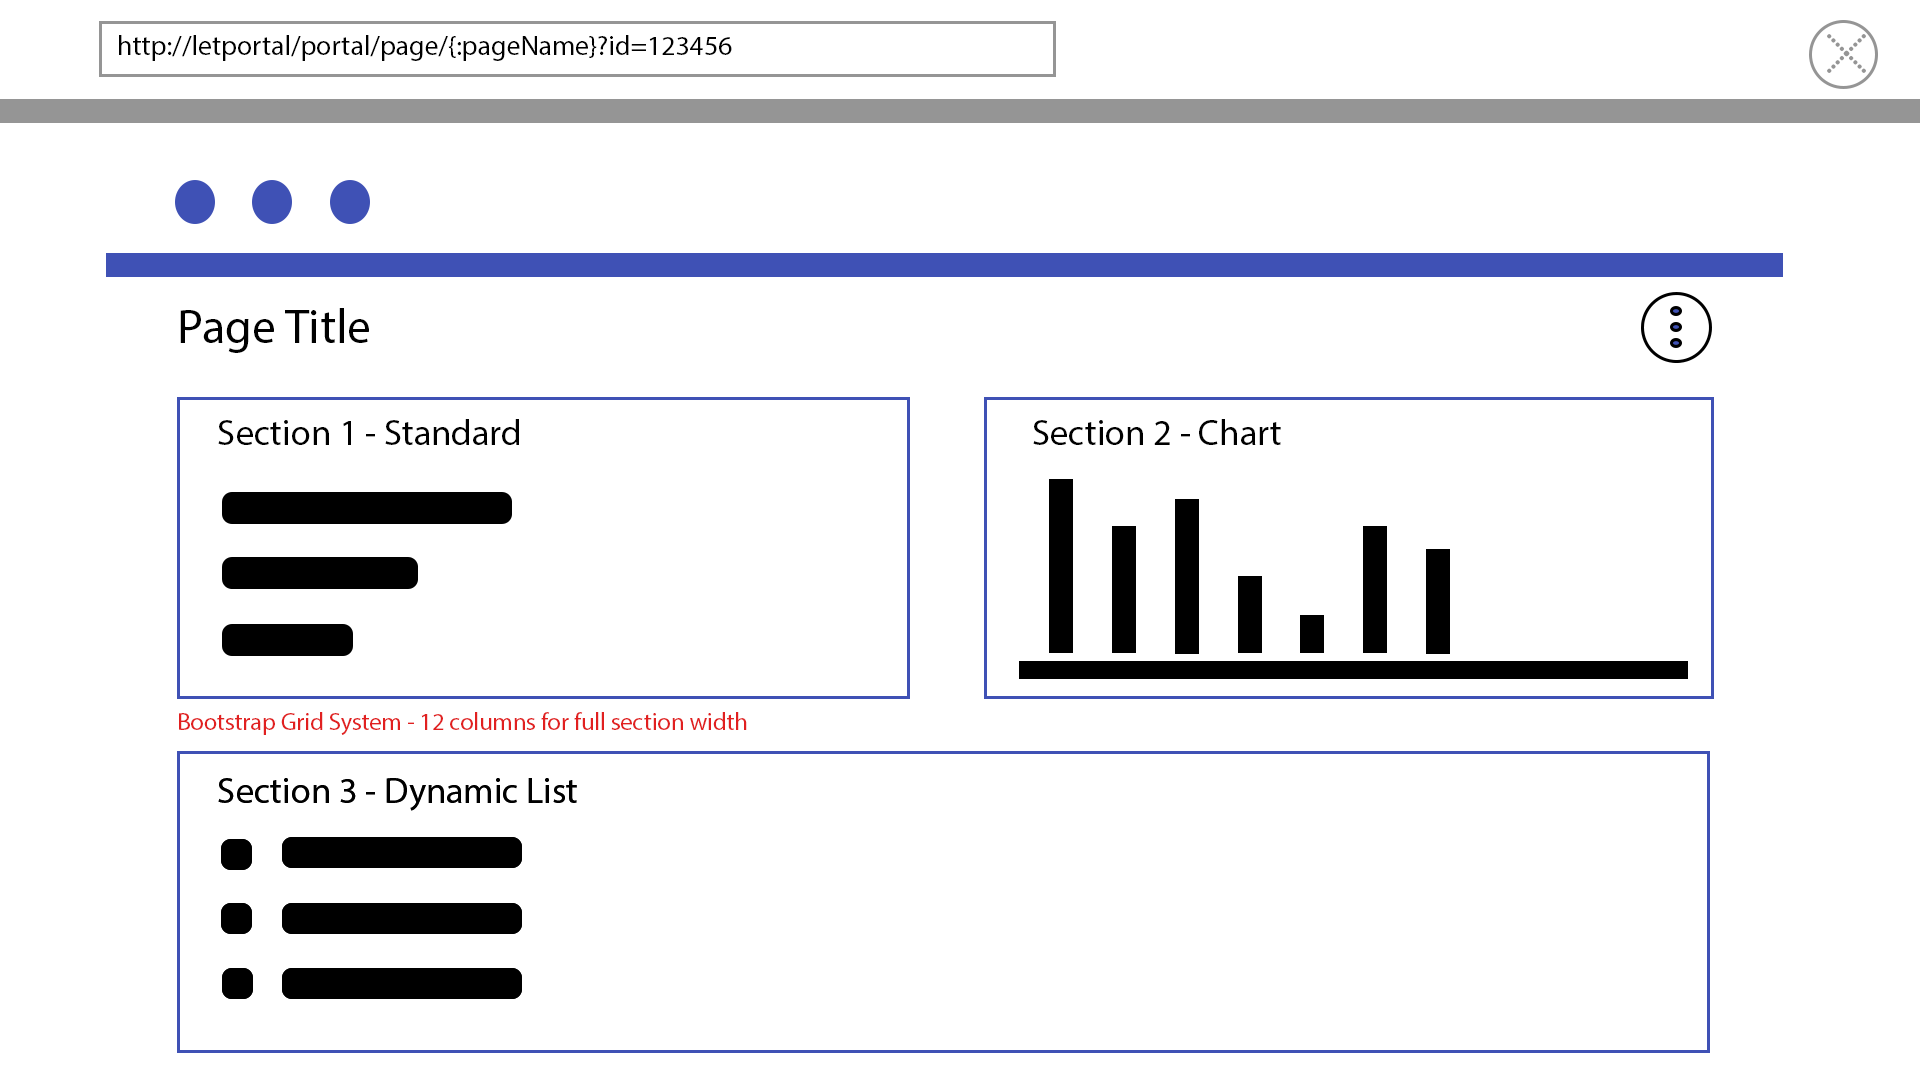 http://letportal/portal/page/{:pageName}?id=123456
Page Title
Section 1 - Standard
Section 2 - Chart
Bootstrap Grid System - 12 columns for full section width
Section 3 - Dynamic List